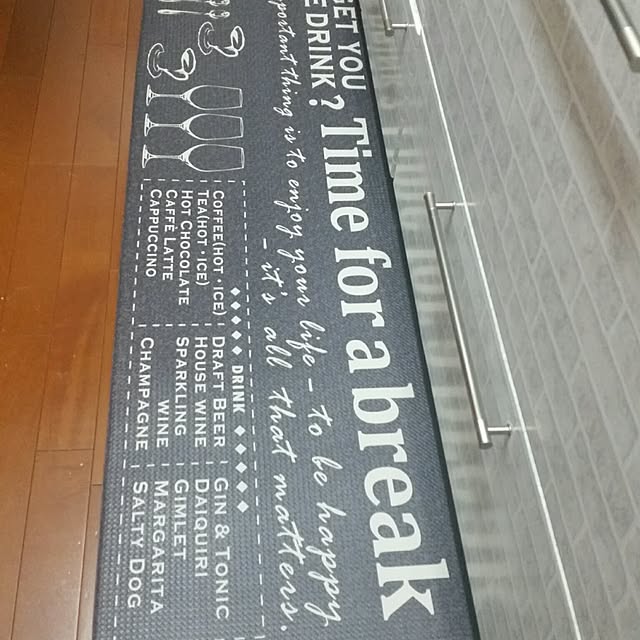 GET YOU
E DRINK?
Time for a break
portant thing is to enjoy your life - to be happy
- it's all that matters.
DRINK
COFFEE(HOT・ICE)
TEA(HOT・ICE)
HOT CHOCOLATE
CAFFÈ LATTE
CAPPUCCINO
DRAFT BEER
HOUSE WINE
SPARKLING
WINE
CHAMPAGNE
GIN & TONIC
DAIQUIRI
GIMLET
MARGARITA
SALTY DOG